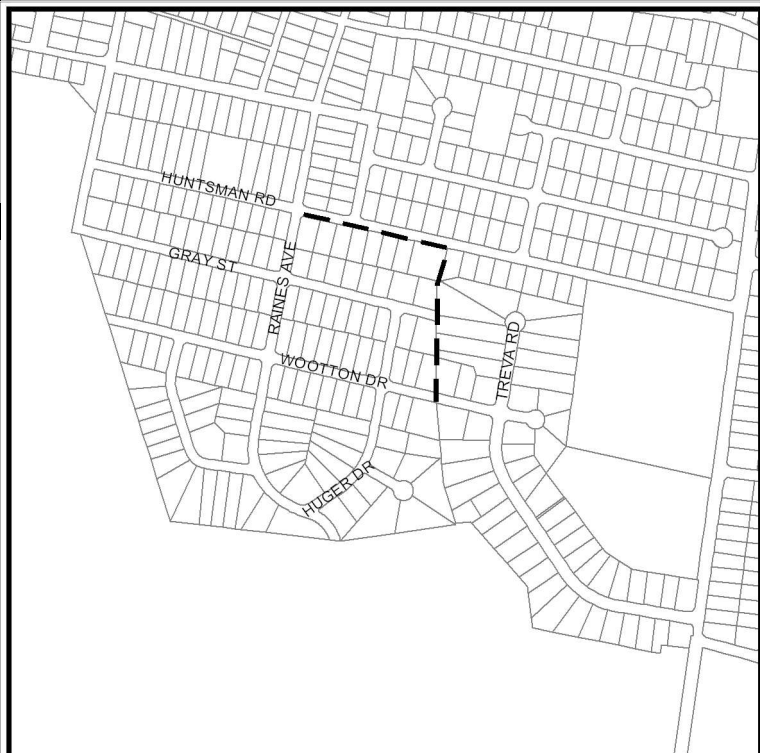 HUNTSMAN RD
GRAY ST
RAINES AVE
WOOTTON DR
TREVA RD
HUGER DR